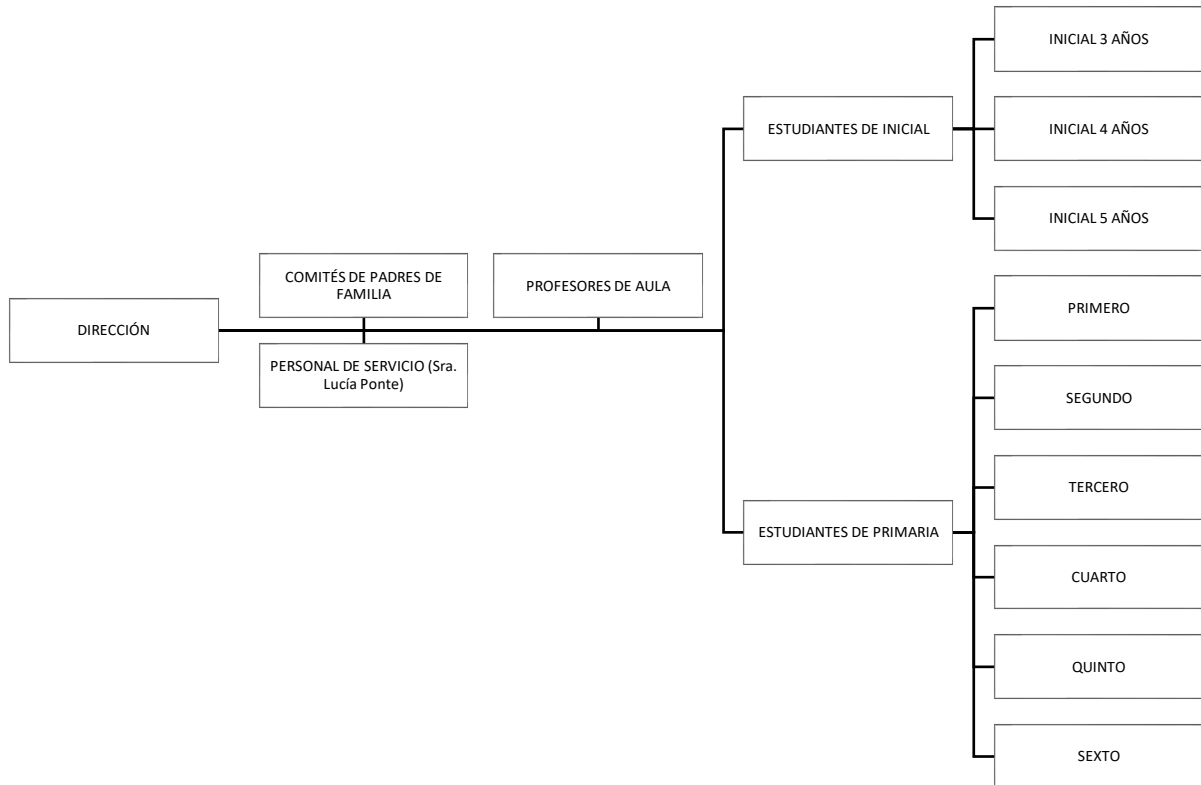 DIRECCIÓN
COMITÉS DE PADRES DE
FAMILIA
PERSONAL DE SERVICIO (Sra.
Lucía Ponte)
PROFESORES DE AULA
ESTUDIANTES DE INICIAL
INICIAL 3 AÑOS
INICIAL 4 AÑOS
INICIAL 5 AÑOS
ESTUDIANTES DE PRIMARIA
PRIMERO
SEGUNDO
TERCERO
CUARTO
QUINTO
SEXTO